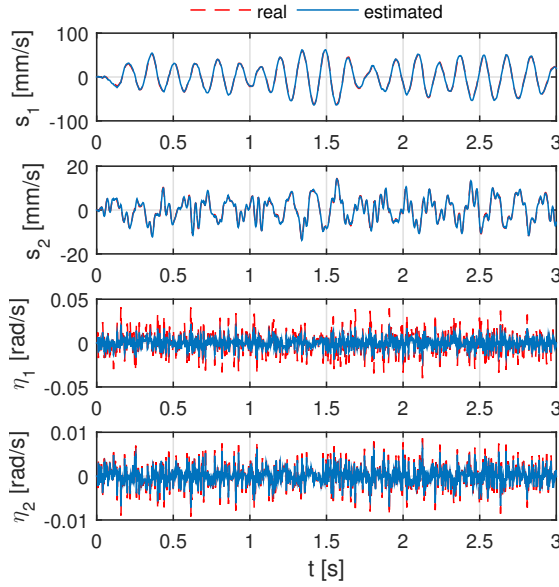 real estimated
100
0
-100
s1 [mm/s]
0 0.5 1 1.5 2 2.5 3
20
0
-20
s2 [mm/s]
0 0.5 1 1.5 2 2.5 3
0.05
0
-0.05
η1 [rad/s]
0 0.5 1 1.5 2 2.5 3
0.01
0
-0.01
η2 [rad/s]
0 0.5 1 1.5 2 2.5 3
t [s]